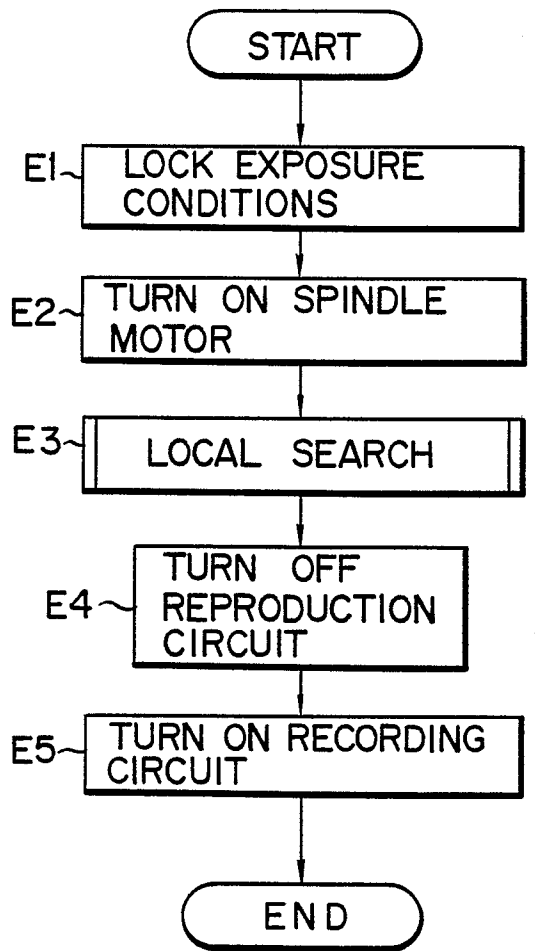 START
E1 LOCK EXPOSURE
CONDITIONS
E2 TURN ON SPINDLE
MOTOR
E3 LOCAL SEARCH
TURN OFF
E4 REPRODUCTION
CIRCUIT
E5 TURN ON RECORDING
CIRCUIT
END